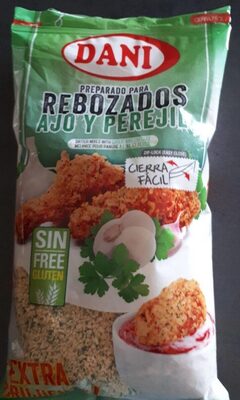 DANI
PREPARADO PARA
REBOZADOS
AJO Y PEREJIL
CIERRA
FÁCIL
SIN
FREE
GLUTEN
EXTRA